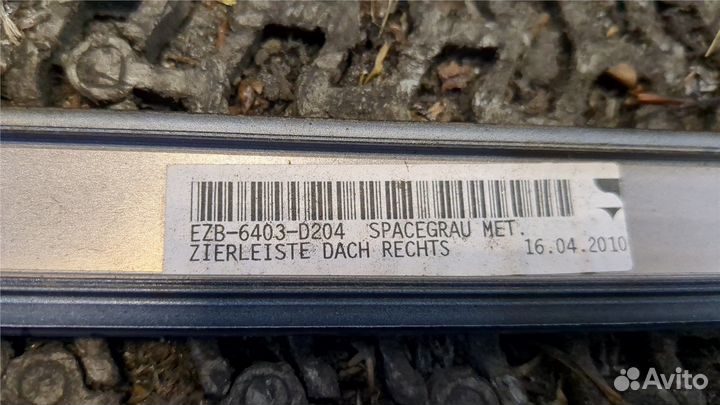 EZB-6403-D204 SPACEGRAU MET.
ZIERLEISTE DACH RECHTS 16.04.2010
Avito